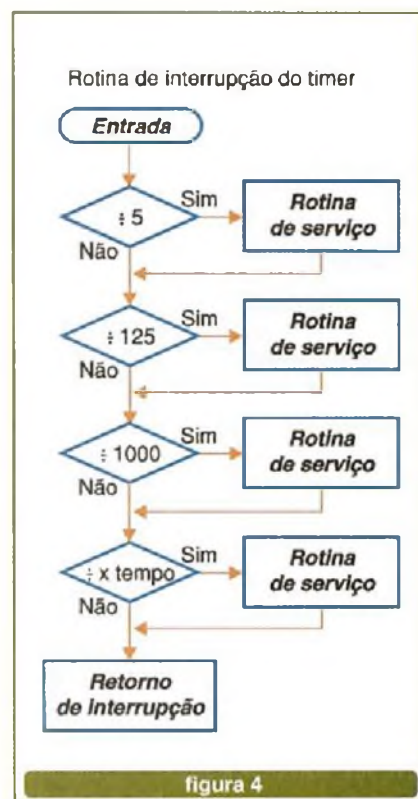 Rotina de interrupção do timer
Entrada
÷ 5
Sim
Rotina
de serviço
Não
÷ 125
Sim
Rotina
de serviço
Não
÷ 1000
Sim
Rotina
de serviço
Não
÷ x tempo
Sim
Rotina
de serviço
Não
Retorno
de interrupção
figura 4